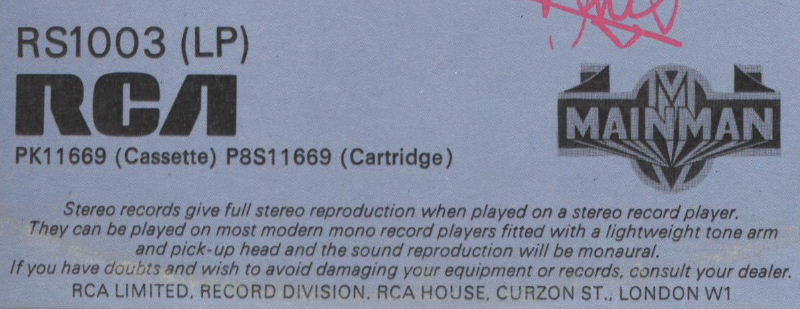 RS1003 (LP)
RCA
M
MAINMAN
PK11669 (Cassette) P8S11669 (Cartridge)
Stereo records give full stereo reproduction when played on a stereo record player.
They can be played on most modern mono record players fitted with a lightweight tone arm
and pick-up head and the sound reproduction will be monaural.
If you have doubts and wish to avoid damaging your equipment or records, consult your dealer.
RCA LIMITED, RECORD DIVISION, RCA HOUSE, CURZON ST., LONDON W1